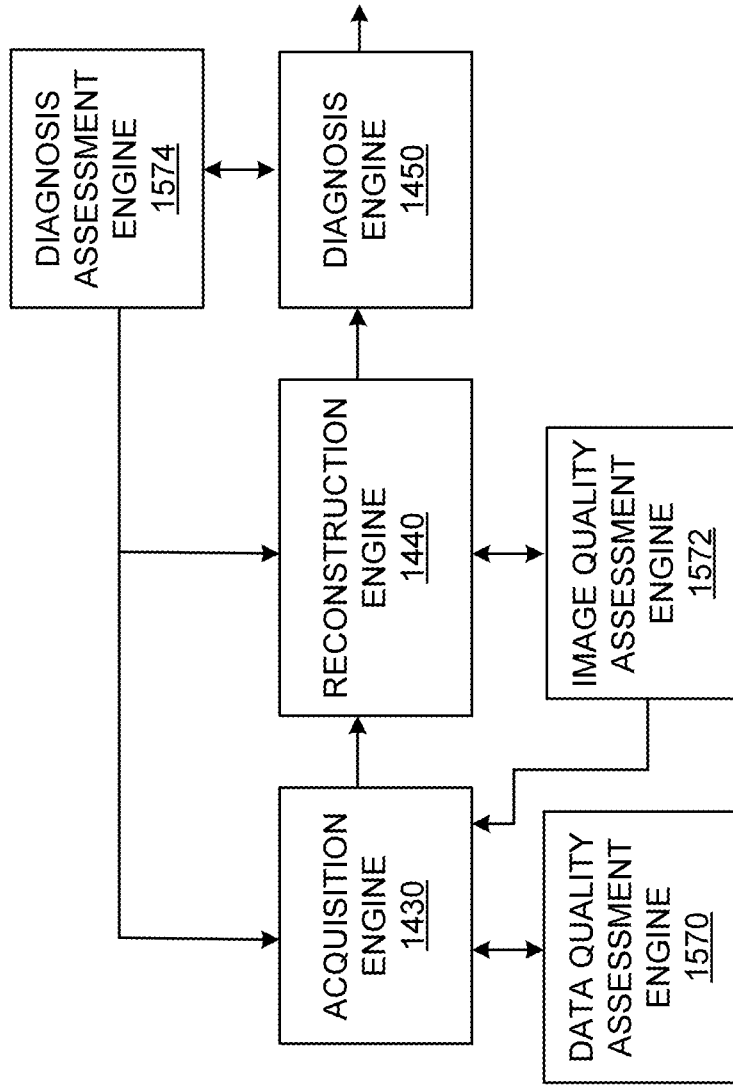 DIAGNOSIS
ASSESSMENT
ENGINE
1574
ACQUISITION
ENGINE
1430
RECONSTRUCTION
ENGINE
1440
DIAGNOSIS
ENGINE
1450
DATA QUALITY
ASSESSMENT
ENGINE
1570
IMAGE QUALITY
ASSESSMENT
ENGINE
1572